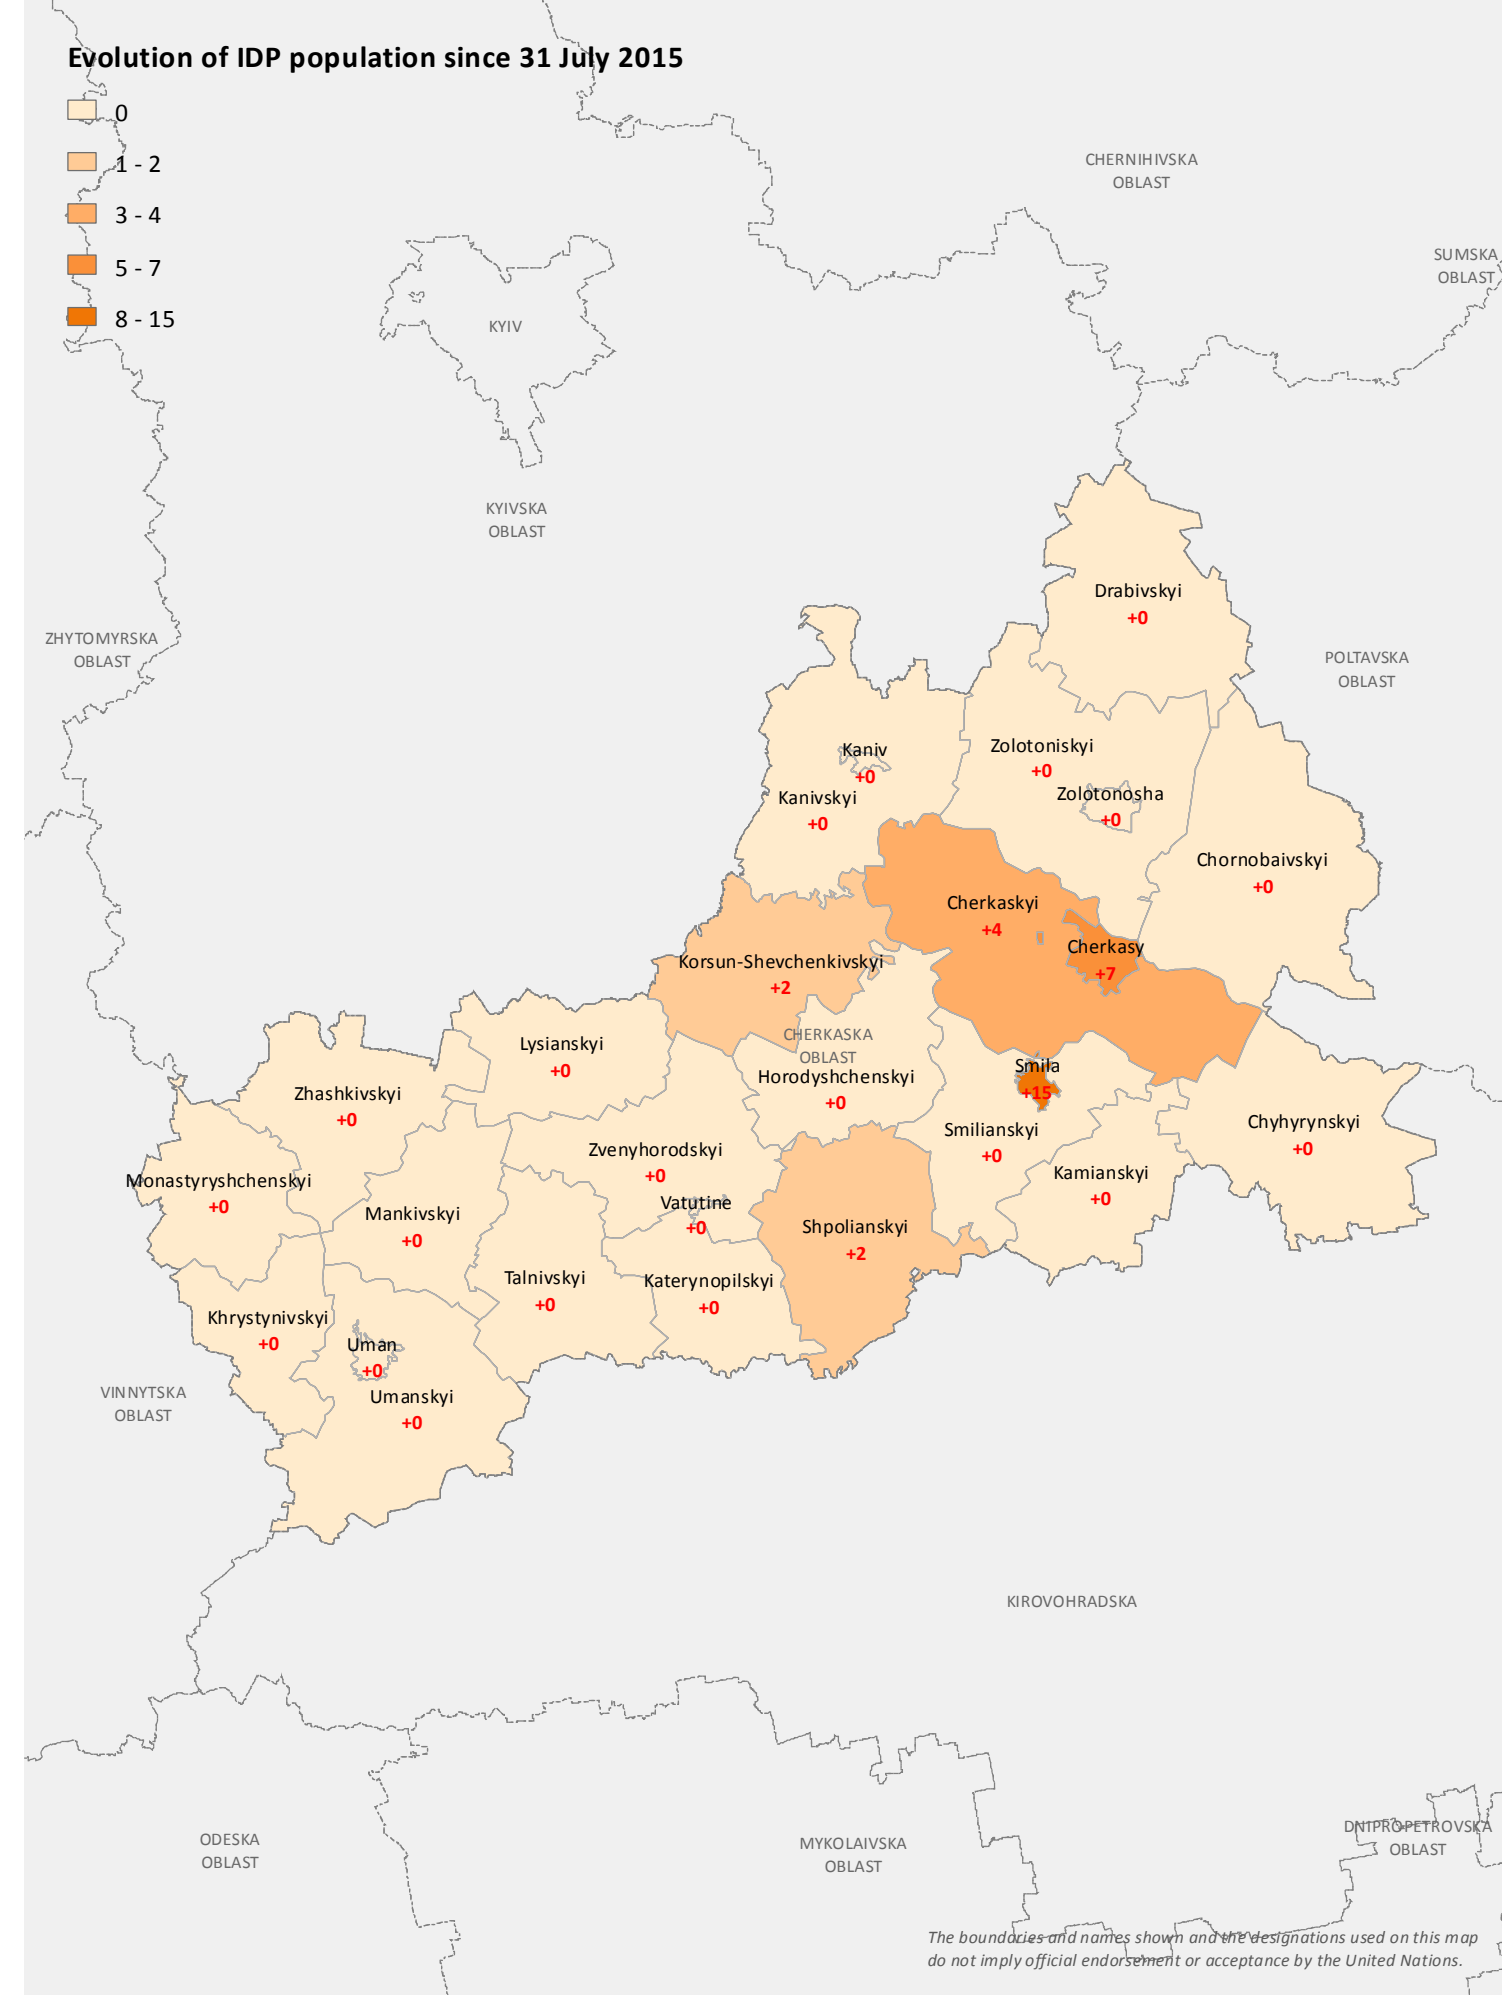 Evolution of IDP population since 31 July 2015
0
1 - 2
3 - 4
5 - 7
8 - 15
CHERNIHIVSKA
OBLAST
SUMSKA
OBLAST
KYIV
KYIVSKA
OBLAST
ZHYTOMYRSKA
OBLAST
POLTAVSKA
OBLAST
Drabivskyi
+0
Kaniv
+0
Kanivskyi
+0
Zolotoniskyi
+0
Zolotonosha
+0
Chornobaivskyi
+0
Cherkaskyi
+4
Cherkasy
+7
Korsun-Shevchenkivskyi
+2
CHERKASKA
OBLAST
Horodyshchenskyi
+0
Lysianskyi
+0
Smila
+15
Zhashkivskyi
+0
Smilianskyi
+0
Chyhyrynskyi
+0
Zvenyhorodskyi
+0
Kamianskyi
+0
Monastyryshchenskyi
+0
Vatutine
+0
Mankivskyi
+0
Shpolianskyi
+2
Talnivskyi
+0
Katerynopilskyi
+0
Khrystynivskyi
+0
Uman
+0
Umanskyi
+0
VINNYTSKA
OBLAST
KIROVOHRADSKA
ODESKA
OBLAST
MYKOLAIVSKA
OBLAST
DNIPROPETROVSKA
OBLAST
The boundaries and names shown and the designations used on this map
do not imply official endorsement or acceptance by the United Nations.